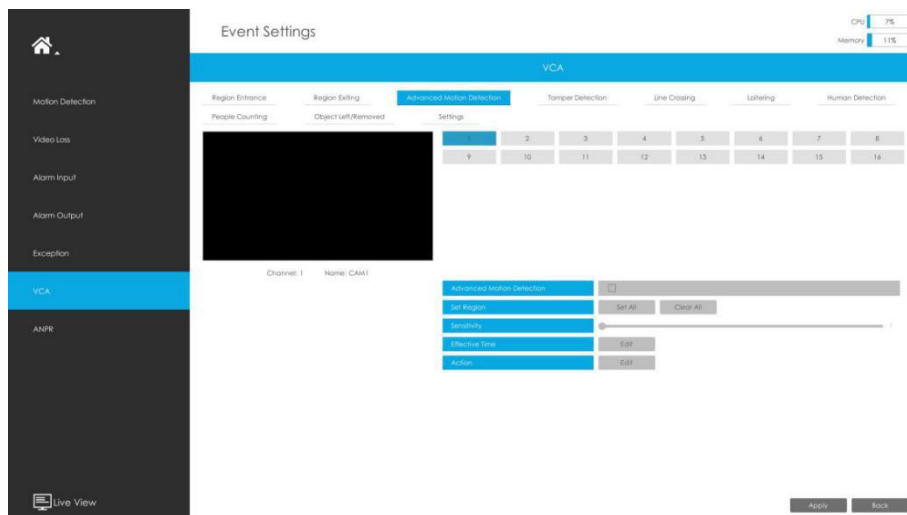 Event Settings
CPU 7%
Memory 11%
VCA
Motion Detection
Video Loss
Alarm Input
Alarm Output
Exception
VCA
ANPR
Live View
Region Entrance Region Exiting Advanced Motion Detection Tamper Detection Line Crossing Loitering Human Detection
People Counting Object Left/Removed Settings
1 2 3 4 5 6 7 8
9 10 11 12 13 14 15 16
Channel: 1 Name: CAM1
Advanced Motion Detection
Set Region Set All Clear All
Sensitivity 1
Effective Time Edit
Action Edit
Apply Back